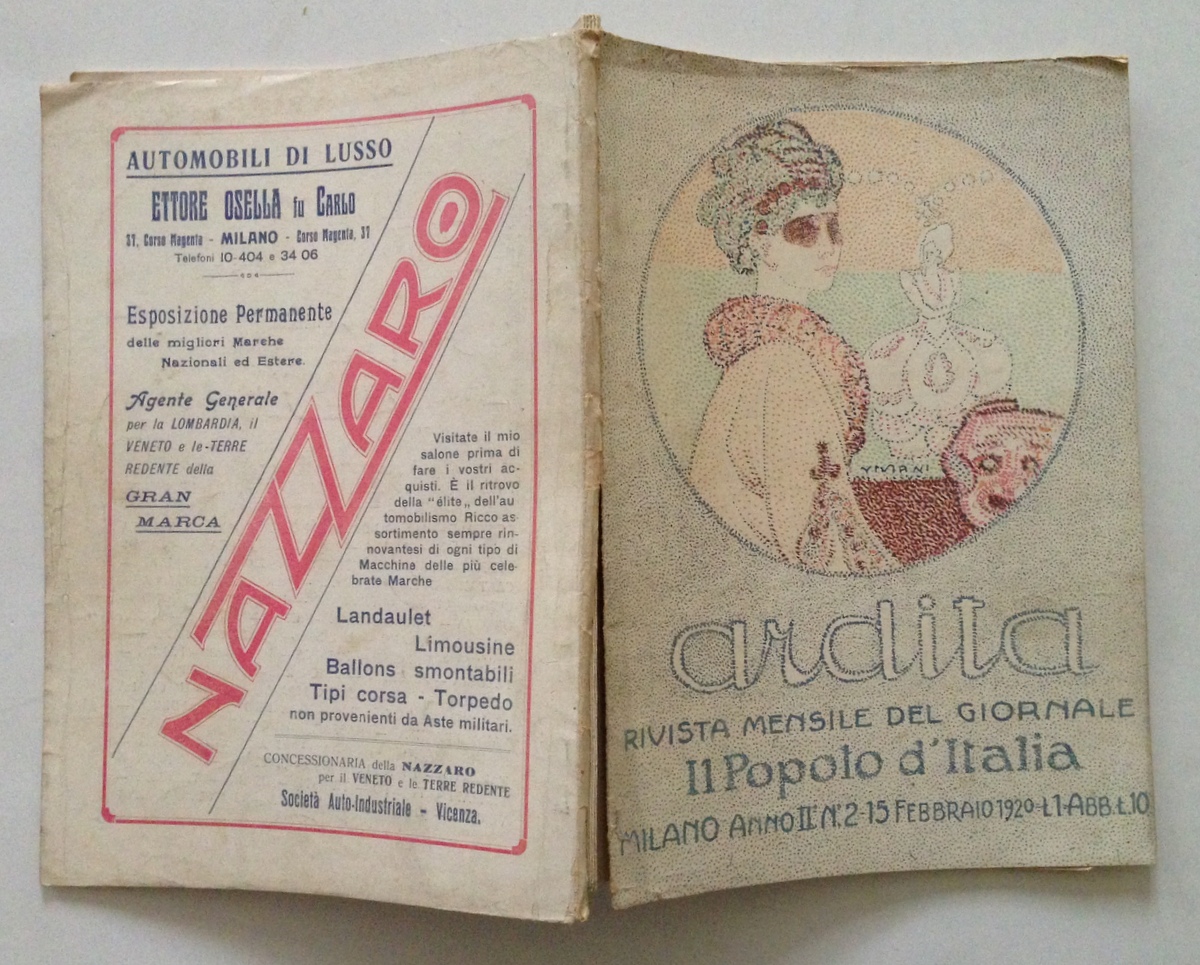 AUTOMOBILI DI LUSSO
ETTORE OSELLA fu CARLO
37, Corso Magenta - MILANO - Corso Magenta, 37
Telefoni 10-404 e 34 06
Esposizione Permanente
delle migliori Marche
Nazionali ed Estere.
Agente Generale
per la LOMBARDIA, il
VENETO e le TERRE
REDENTE della
GRAN
MARCA
NAZZARO
Visitate il mio
salone prima di
fare i vostri ac-
quisti. È il ritrovo
della "élite„ dell'au
tomobilismo Ricco as
sortimento sempre rin-
novantesi di ogni tipo di
Macchine delle più cele-
brate Marche
Landaulet
Limousine
Ballons smontabili
Tipi corsa - Torpedo
non provenienti da Aste militari.
CONCESSIONARIA della NAZZARO
per il VENETO e le TERRE REDENTE
Società Auto-Industriale - Vicenza.
VIVIANI
ardita
RIVISTA MENSILE DEL GIORNALE
Il Popolo d'Italia
MILANO ANNO II N. 2-15 FEBBRAIO 1920-L1-ABB.L.10